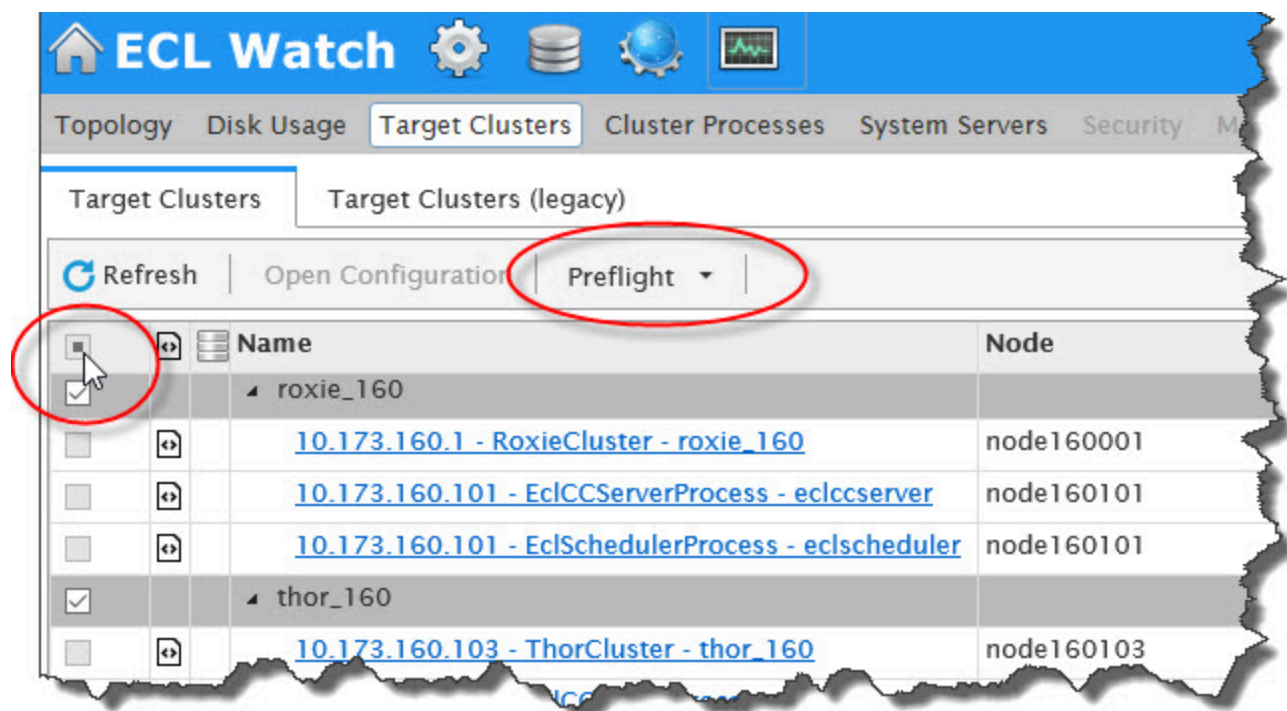 ECL Watch
Topology Disk Usage Target Clusters Cluster Processes System Servers Security
Target Clusters Target Clusters (legacy)
Refresh Open Configuration Preflight
Name Node
roxie_160
10.173.160.1 - RoxieCluster - roxie_160 node160001
10.173.160.101 - EclCCServerProcess - eclccserver node160101
10.173.160.101 - EclSchedulerProcess - eclscheduler node160101
thor_160
10.173.160.103 - ThorCluster - thor_160 node160103